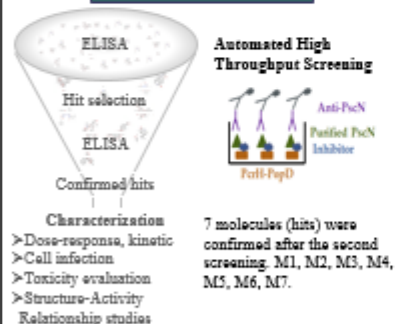 ELISA
Hit selection
ELISA
Confirmed hits
Characterization
➢Dose-response, kinetic
➢Cell infection
➢Toxicity evaluation
➢Structure-Activity
Relationship studies
Automated High
Throughput Screening
Anti-PscN
Purified PscN
Inhibitor
PcrH-PopD
7 molecules (hits) were
confirmed after the second
screening. M1, M2, M3, M4,
M5, M6, M7.